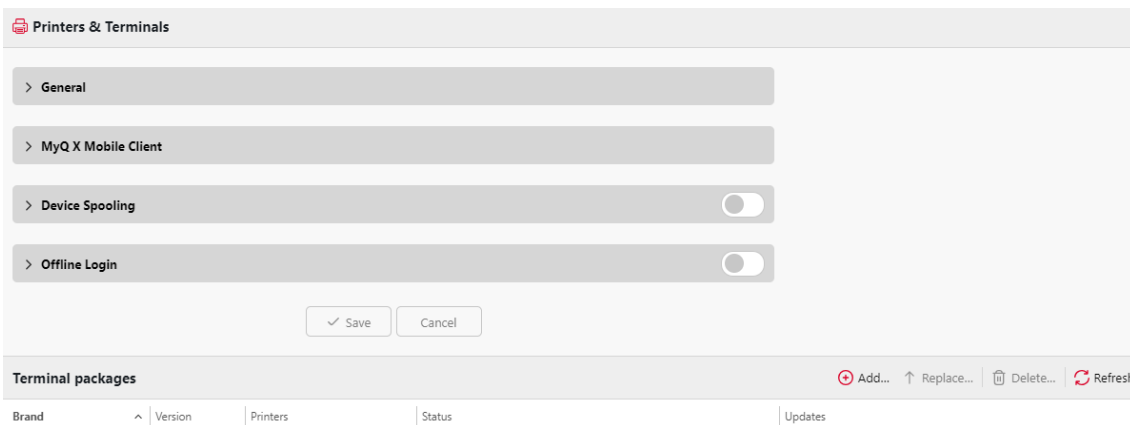 Printers & Terminals
General
MyQ X Mobile Client
Device Spooling
Offline Login
Save Cancel
Terminal packages Add... Replace... Delete... Refresh
Brand Version Printers Status Updates